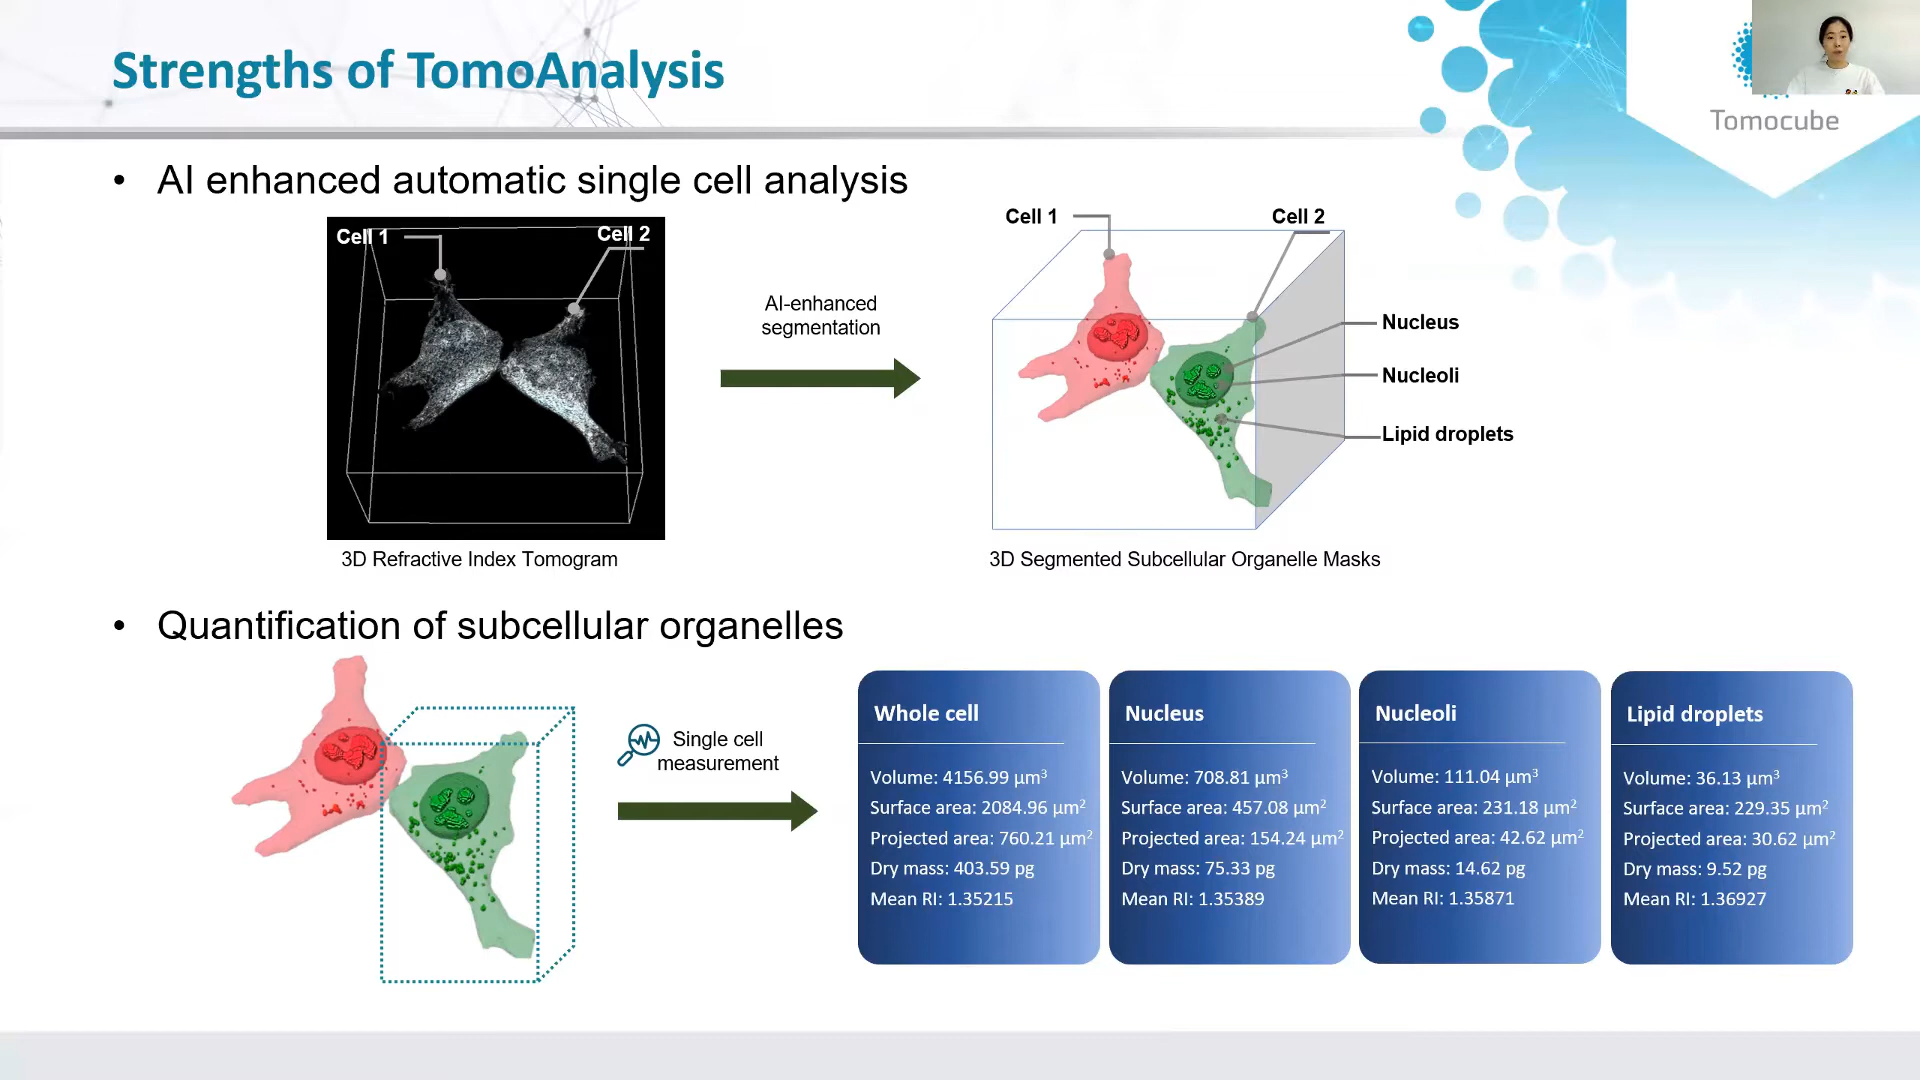 Strengths of TomoAnalysis
Tomocube
• AI enhanced automatic single cell analysis
Cell 1
Cell 2
3D Refractive Index Tomogram
AI-enhanced
segmentation
Cell 1
Cell 2
Nucleus
Nucleoli
Lipid droplets
3D Segmented Subcellular Organelle Masks
• Quantification of subcellular organelles
Single cell
measurement
Whole cell
Volume: 4156.99 µm³
Surface area: 2084.96 µm²
Projected area: 760.21 µm²
Dry mass: 403.59 pg
Mean RI: 1.35215
Nucleus
Volume: 708.81 µm³
Surface area: 457.08 µm²
Projected area: 154.24 µm²
Dry mass: 75.33 pg
Mean RI: 1.35389
Nucleoli
Volume: 111.04 µm³
Surface area: 231.18 µm²
Projected area: 42.62 µm²
Dry mass: 14.62 pg
Mean RI: 1.35871
Lipid droplets
Volume: 36.13 µm³
Surface area: 229.35 µm²
Projected area: 30.62 µm²
Dry mass: 9.52 pg
Mean RI: 1.36927